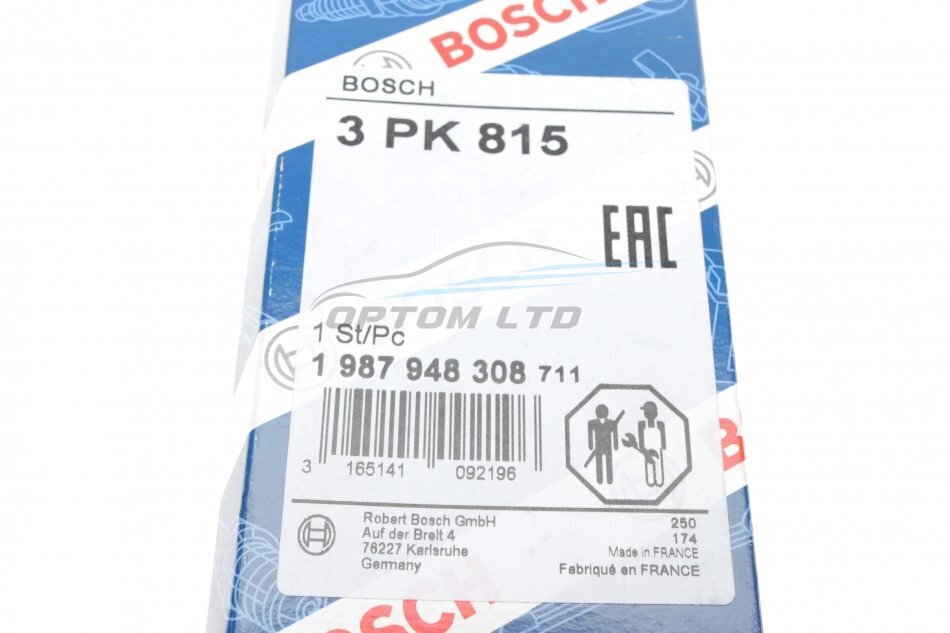 BOSCH
BOSCH
3 PK 815
EAC
OPTOM LTD
1 St/Pc
1 987 948 308 711
3 165141 092196
Robert Bosch GmbH
Auf der Breit 4
76227 Karlsruhe
Germany
250
174
Made in FRANCE
Fabriqué en FRANCE
BOSCH